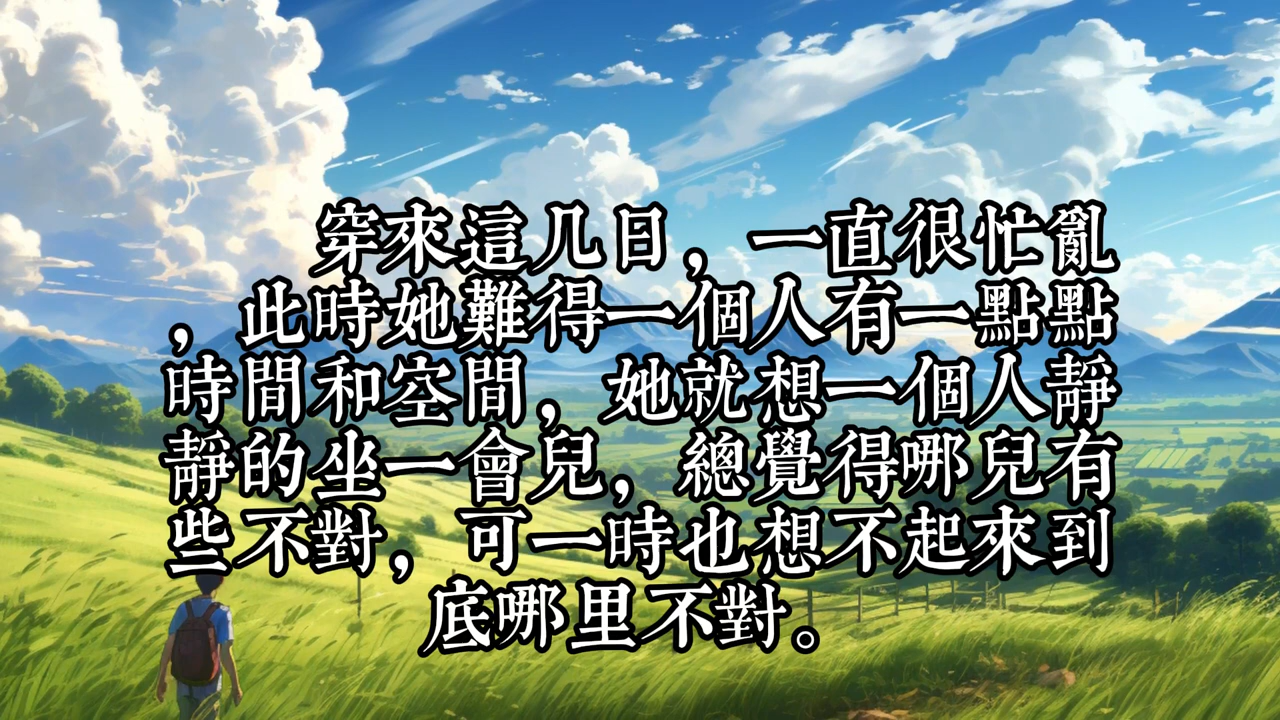 穿來這几日，一直很忙亂
，此時她難得一個人有一點點
時間和空間，她就想一個人靜
靜的坐一會兒，總覺得哪兒有
些不對，可一時也想不起來到
底哪里不對。